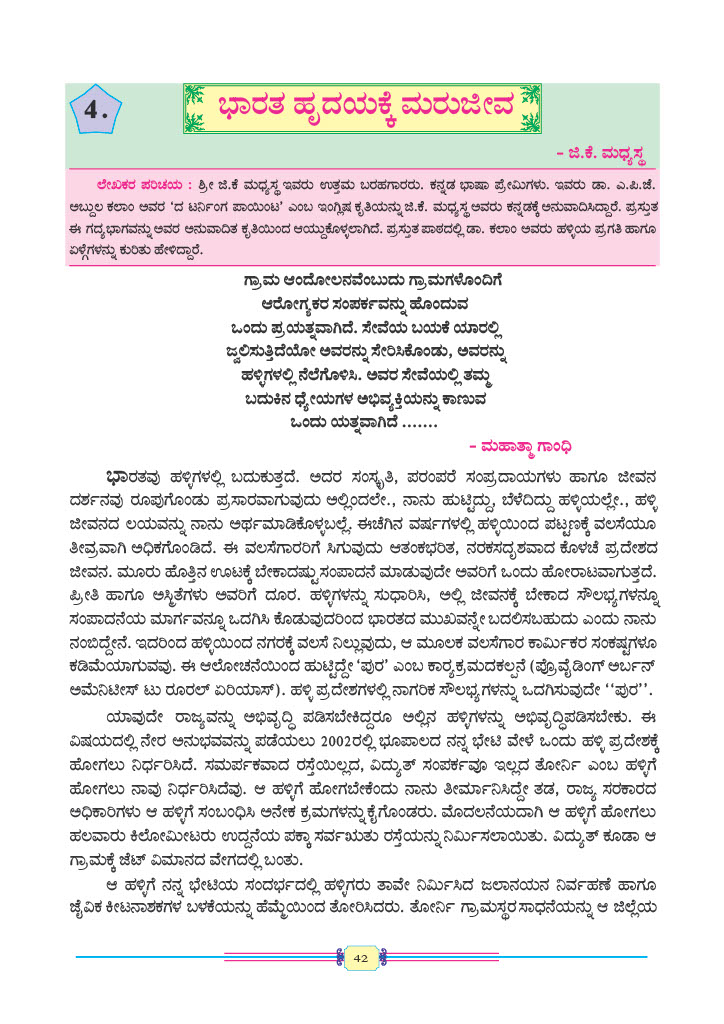 4.
ಭಾರತ ಹೃದಯಕ್ಕೆ ಮರುಜೀವ
– ಜಿ.ಕೆ. ಮಧ್ಯಸ್ಥ
ಲೇಖಕರ ಪರಿಚಯ : ಶ್ರೀ ಜಿ.ಕೆ ಮಧ್ಯಸ್ಥ ಇವರು ಉತ್ತಮ ಬರಹಗಾರರು. ಕನ್ನಡ ಭಾಷಾ ಪ್ರೇಮಿಗಳು. ಇವರು ಡಾ. ಎ.ಪಿ.ಜೆ.
ಅಬ್ದುಲ ಕಲಾಂ ಅವರ ‘ದ ಟರ್ನಿಂಗ ಪಾಯಿಂಟ’ ಎಂಬ ಇಂಗ್ಲಿಷ ಕೃತಿಯನ್ನು ಜಿ.ಕೆ. ಮಧ್ಯಸ್ಥ ಅವರು ಕನ್ನಡಕ್ಕೆ ಅನುವಾದಿಸಿದ್ದಾರೆ. ಪ್ರಸ್ತುತ
ಈ ಗದ್ಯಭಾಗವನ್ನು ಅವರ ಅನುವಾದಿತ ಕೃತಿಯಿಂದ ಆಯ್ದುಕೊಳ್ಳಲಾಗಿದೆ. ಪ್ರಸ್ತುತ ಪಾಠದಲ್ಲಿ ಡಾ. ಕಲಾಂ ಅವರು ಹಳ್ಳಿಯ ಪ್ರಗತಿ ಹಾಗೂ
ಏಳ್ಗೆಗಳನ್ನು ಕುರಿತು ಹೇಳಿದ್ದಾರೆ.
ಗ್ರಾಮ ಆಂದೋಲನವೆಂಬುದು ಗ್ರಾಮಗಳೊಂದಿಗೆ
ಆರೋಗ್ಯಕರ ಸಂಪರ್ಕವನ್ನು ಹೊಂದುವ
ಒಂದು ಪ್ರಯತ್ನವಾಗಿದೆ. ಸೇವೆಯ ಬಯಕೆ ಯಾರಲ್ಲಿ
ಜ್ವಲಿಸುತ್ತಿದೆಯೋ ಅವರನ್ನು ಸೇರಿಸಿಕೊಂಡು, ಅವರನ್ನು
ಹಳ್ಳಿಗಳಲ್ಲಿ ನೆಲೆಗೊಳಿಸಿ. ಅವರ ಸೇವೆಯಲ್ಲಿ ತಮ್ಮ
ಬದುಕಿನ ಧ್ಯೇಯಗಳ ಅಭಿವ್ಯಕ್ತಿಯನ್ನು ಕಾಣುವ
ಒಂದು ಯತ್ನವಾಗಿದೆ .......
– ಮಹಾತ್ಮಾ ಗಾಂಧಿ
ಭಾರತವು ಹಳ್ಳಿಗಳಲ್ಲಿ ಬದುಕುತ್ತದೆ. ಅದರ ಸಂಸ್ಕೃತಿ, ಪರಂಪರೆ ಸಂಪ್ರದಾಯಗಳು ಹಾಗೂ ಜೀವನ
ದರ್ಶನವು ರೂಪುಗೊಂಡು ಪ್ರಸಾರವಾಗುವುದು ಅಲ್ಲಿಂದಲೇ., ನಾನು ಹುಟ್ಟಿದ್ದು, ಬೆಳೆದಿದ್ದು ಹಳ್ಳಿಯಲ್ಲೇ., ಹಳ್ಳಿ
ಜೀವನದ ಲಯವನ್ನು ನಾನು ಅರ್ಥಮಾಡಿಕೊಳ್ಳಬಲ್ಲೆ. ಈಚೆಗಿನ ವರ್ಷಗಳಲ್ಲಿ ಹಳ್ಳಿಯಿಂದ ಪಟ್ಟಣಕ್ಕೆ ವಲಸೆಯೂ
ತೀವ್ರವಾಗಿ ಅಧಿಕಗೊಂಡಿದೆ. ಈ ವಲಸೆಗಾರರಿಗೆ ಸಿಗುವುದು ಆತಂಕಭರಿತ, ನರಕಸದೃಶವಾದ ಕೊಳಚೆ ಪ್ರದೇಶದ
ಜೀವನ. ಮೂರು ಹೊತ್ತಿನ ಊಟಕ್ಕೆ ಬೇಕಾದಷ್ಟು ಸಂಪಾದನೆ ಮಾಡುವುದೇ ಅವರಿಗೆ ಒಂದು ಹೋರಾಟವಾಗುತ್ತದೆ.
ಪ್ರೀತಿ ಹಾಗೂ ಅಸ್ಮಿತೆಗಳು ಅವರಿಗೆ ದೂರ. ಹಳ್ಳಿಗಳನ್ನು ಸುಧಾರಿಸಿ, ಅಲ್ಲಿ ಜೀವನಕ್ಕೆ ಬೇಕಾದ ಸೌಲಭ್ಯಗಳನ್ನೂ
ಸಂಪಾದನೆಯ ಮಾರ್ಗವನ್ನೂ ಒದಗಿಸಿ ಕೊಡುವುದರಿಂದ ಭಾರತದ ಮುಖವನ್ನೇ ಬದಲಿಸಬಹುದು ಎಂದು ನಾನು
ನಂಬಿದ್ದೇನೆ. ಇದರಿಂದ ಹಳ್ಳಿಯಿಂದ ನಗರಕ್ಕೆ ವಲಸೆ ನಿಲ್ಲುವುದು, ಆ ಮೂಲಕ ವಲಸೆಗಾರ ಕಾರ್ಮಿಕರ ಸಂಕಷ್ಟಗಳೂ
ಕಡಿಮೆಯಾಗುವವು. ಈ ಆಲೋಚನೆಯಿಂದ ಹುಟ್ಟಿದ್ದೇ ‘ಪುರ’ ಎಂಬ ಕಾರ್‍ಯಕ್ರಮದಕಲ್ಪನೆ (ಪ್ರೊವೈಡಿಂಗ್ ಅರ್ಬನ್
ಅಮೆನಿಟೀಸ್ ಟು ರೂರಲ್ ಏರಿಯಾಸ್). ಹಳ್ಳಿ ಪ್ರದೇಶಗಳಲ್ಲಿ ನಾಗರಿಕ ಸೌಲಭ್ಯಗಳನ್ನು ಒದಗಿಸುವುದೇ ‘‘ಪುರ’’.
ಯಾವುದೇ ರಾಜ್ಯವನ್ನು ಅಭಿವೃದ್ಧಿ ಪಡಿಸಬೇಕಿದ್ದರೂ ಅಲ್ಲಿನ ಹಳ್ಳಿಗಳನ್ನು ಅಭಿವೃದ್ಧಿಪಡಿಸಬೇಕು. ಈ
ವಿಷಯದಲ್ಲಿ ನೇರ ಅನುಭವವನ್ನು ಪಡೆಯಲು 2002ರಲ್ಲಿ ಭೂಪಾಲದ ನನ್ನ ಭೇಟಿ ವೇಳೆ ಒಂದು ಹಳ್ಳಿ ಪ್ರದೇಶಕ್ಕೆ
ಹೋಗಲು ನಿರ್ಧರಿಸಿದೆ. ಸಮರ್ಪಕವಾದ ರಸ್ತೆಯಿಲ್ಲದ, ವಿದ್ಯುತ್ ಸಂಪರ್ಕವೂ ಇಲ್ಲದ ತೋರ್ನಿ ಎಂಬ ಹಳ್ಳಿಗೆ
ಹೋಗಲು ನಾವು ನಿರ್ಧರಿಸಿದೆವು. ಆ ಹಳ್ಳಿಗೆ ಹೋಗಬೇಕೆಂದು ನಾನು ತೀರ್ಮಾನಿಸಿದ್ದೇ ತಡ, ರಾಜ್ಯ ಸರಕಾರದ
ಅಧಿಕಾರಿಗಳು ಆ ಹಳ್ಳಿಗೆ ಸಂಬಂಧಿಸಿ ಅನೇಕ ಕ್ರಮಗಳನ್ನು ಕೈಗೊಂಡರು. ಮೊದಲನೆಯದಾಗಿ ಆ ಹಳ್ಳಿಗೆ ಹೋಗಲು
ಹಲವಾರು ಕಿಲೋಮೀಟರು ಉದ್ದನೆಯ ಪಕ್ಕಾ ಸರ್ವಋತು ರಸ್ತೆಯನ್ನು ನಿರ್ಮಿಸಲಾಯಿತು. ವಿದ್ಯುತ್ ಕೂಡಾ ಆ
ಗ್ರಾಮಕ್ಕೆ ಜೆಟ್ ವಿಮಾನದ ವೇಗದಲ್ಲಿ ಬಂತು.
ಆ ಹಳ್ಳಿಗೆ ನನ್ನ ಭೇಟಿಯ ಸಂದರ್ಭದಲ್ಲಿ ಹಳ್ಳಿಗರು ತಾವೇ ನಿರ್ಮಿಸಿದ ಜಲಾನಯನ ನಿರ್ವಹಣೆ ಹಾಗೂ
ಜೈವಿಕ ಕೀಟನಾಶಕಗಳ ಬಳಕೆಯನ್ನು ಹೆಮ್ಮೆಯಿಂದ ತೋರಿಸಿದರು. ತೋರ್ನಿ ಗ್ರಾಮಸ್ಥರ ಸಾಧನೆಯನ್ನು ಆ ಜಿಲ್ಲೆಯ
42